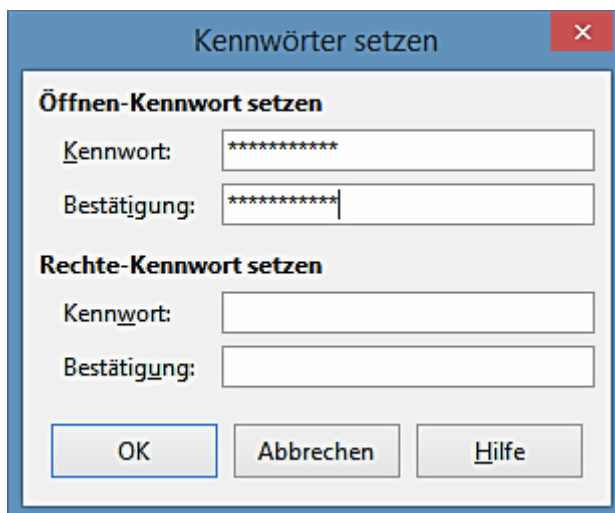 Kennwörter setzen
Öffnen-Kennwort setzen
Kennwort: ***********
Bestätigung: ***********
Rechte-Kennwort setzen
Kennwort:
Bestätigung:
OK Abbrechen Hilfe